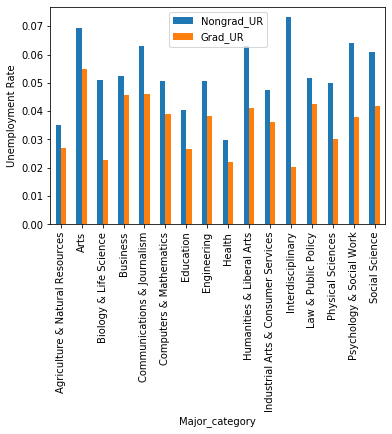 Nongrad_UR
Grad_UR
Unemployment Rate
0.07
0.06
0.05
0.04
0.03
0.02
0.01
0.00
Agriculture & Natural Resources
Arts
Biology & Life Science
Business
Communications & Journalism
Computers & Mathematics
Education
Engineering
Health
Humanities & Liberal Arts
Industrial Arts & Consumer Services
Interdisciplinary
Law & Public Policy
Physical Sciences
Psychology & Social Work
Social Science
Major_category